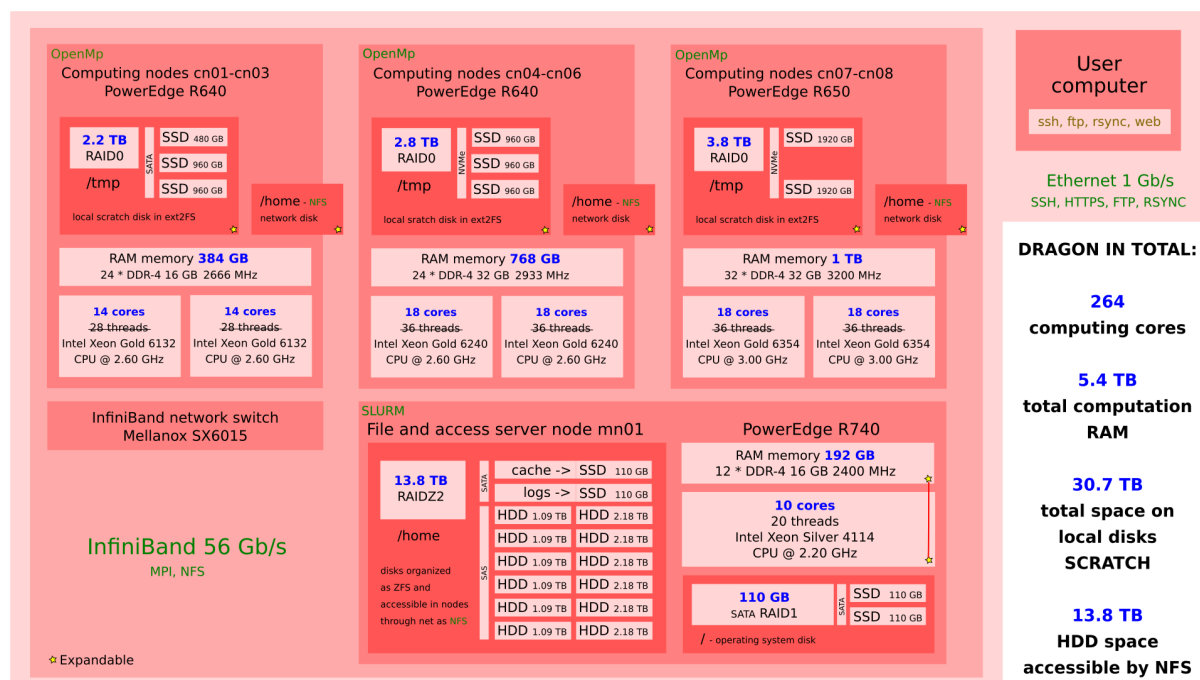 OpenMp
Computing nodes cn01-cn03
PowerEdge R640
2.2 TB
RAID0
/tmp
SATA
SSD 480 GB
SSD 960 GB
SSD 960 GB
local scratch disk in ext2FS
/home - NFS
network disk
RAM memory 384 GB
24 * DDR-4 16 GB 2666 MHz
14 cores
28 threads
Intel Xeon Gold 6132
CPU @ 2.60 GHz
14 cores
28 threads
Intel Xeon Gold 6132
CPU @ 2.60 GHz
OpenMp
Computing nodes cn04-cn06
PowerEdge R640
2.8 TB
RAID0
/tmp
NVMe
SSD 960 GB
SSD 960 GB
SSD 960 GB
local sratch disk in ext2FS
/home - NFS
network disk
RAM memory 768 GB
24 * DDR-4 32 GB 2933 MHz
18 cores
36 threads
Intel Xeon Gold 6240
CPU @ 2.60 GHz
18 cores
36 threads
Intel Xeon Gold 6240
CPU @ 2.60 GHz
OpenMp
Computing nodes cn07-cn08
PowerEdge R650
3.8 TB
RAID0
/tmp
NVMe
SSD 1920 GB
SSD 1920 GB
local scratch disk in ext2FS
/home - NFS
network disk
RAM memory 1 TB
32 * DDR-4 32 GB 3200 MHz
18 cores
36 threads
Intel Xeon Gold 6354
CPU @ 3.00 GHz
18 cores
36 threads
Intel Xeon Gold 6354
CPU @ 3.00 GHz
InfiniBand network switch
Mellanox SX6015
InfiniBand 56 Gb/s
MPI, NFS
Expandable
SLURM
File and access server node mn01
PowerEdge R740
13.8 TB
RAIDZ2
/home
disks organized
as ZFS and
accessible in nodes
through net as NFS
SATA
cache -> SSD 110 GB
logs -> SSD 110 GB
SAS
HDD 1.09 TB HDD 2.18 TB
HDD 1.09 TB HDD 2.18 TB
HDD 1.09 TB HDD 2.18 TB
HDD 1.09 TB HDD 2.18 TB
HDD 1.09 TB HDD 2.18 TB
HDD 1.09 TB HDD 2.18 TB
RAM memory 192 GB
12 * DDR-4 16 GB 2400 MHz
10 cores
20 threads
Intel Xeon Silver 4114
CPU @ 2.20 GHz
110 GB
SATA RAID1
SATA
SSD 110 GB
SSD 110 GB
/ - operating system disk
User
computer
ssh, ftp, rsync, web
Ethernet 1 Gb/s
SSH, HTTPS, FTP, RSYNC
DRAGON IN TOTAL:
264
computing cores
5.4 TB
total computation
RAM
30.7 TB
total space on
local disks
SCRATCH
13.8 TB
HDD space
accessible by NFS